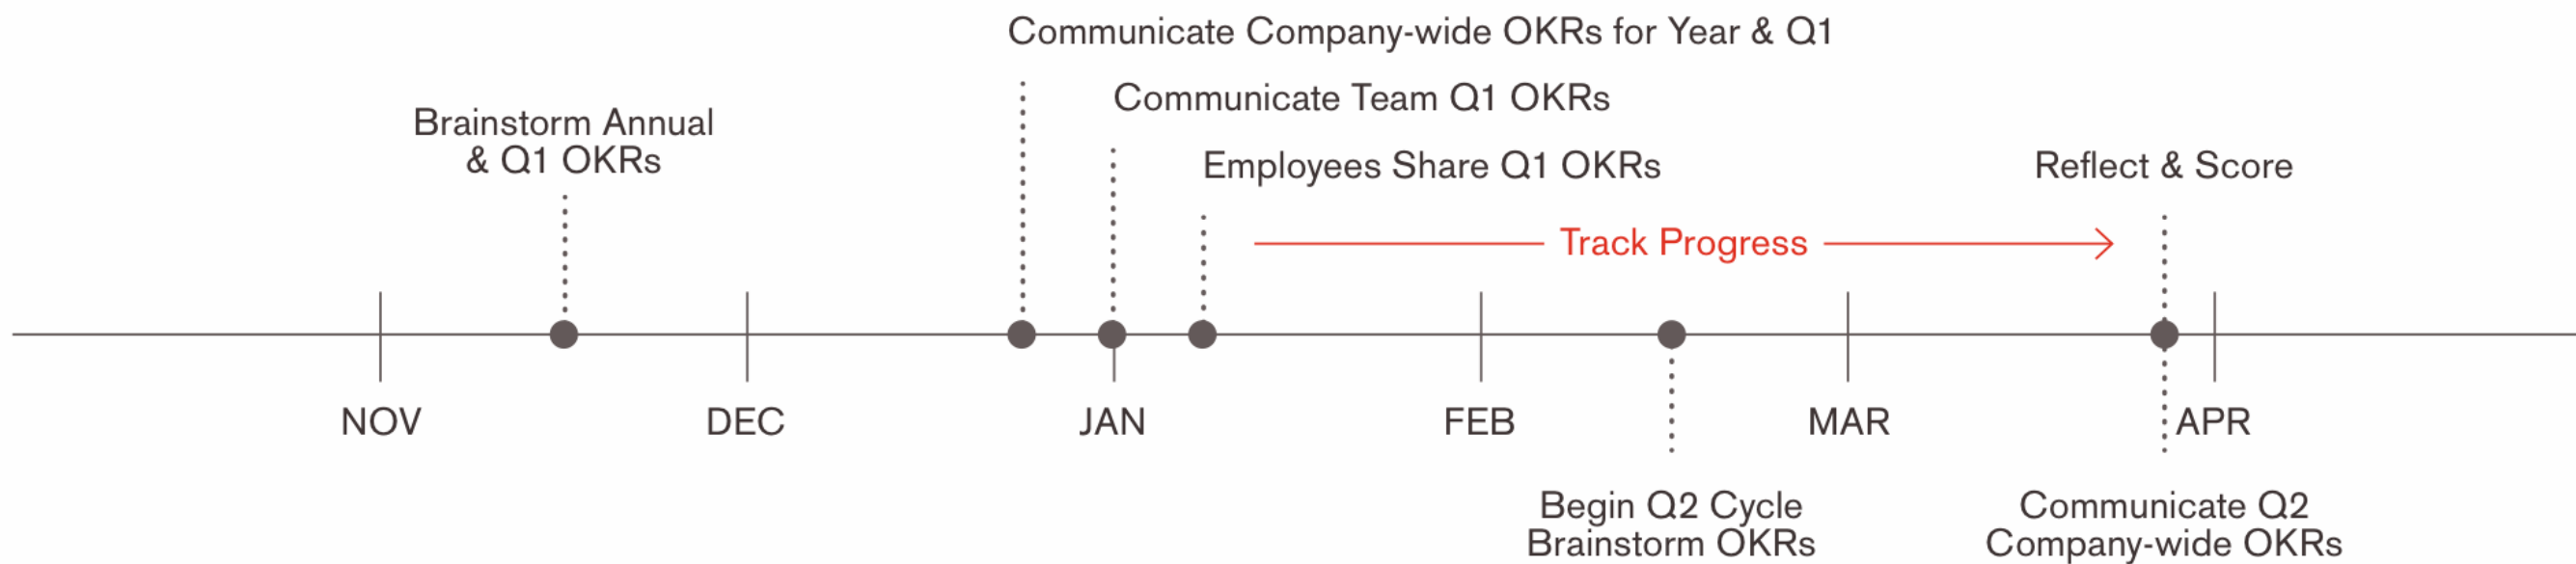 Communicate Company-wide OKRs for Year & Q1
Communicate Team Q1 OKRs
Brainstorm Annual
& Q1 OKRs
Employees Share Q1 OKRs
Reflect & Score
Track Progress
NOV
DEC
JAN
FEB
MAR
APR
Begin Q2 Cycle
Brainstorm OKRs
Communicate Q2
Company-wide OKRs